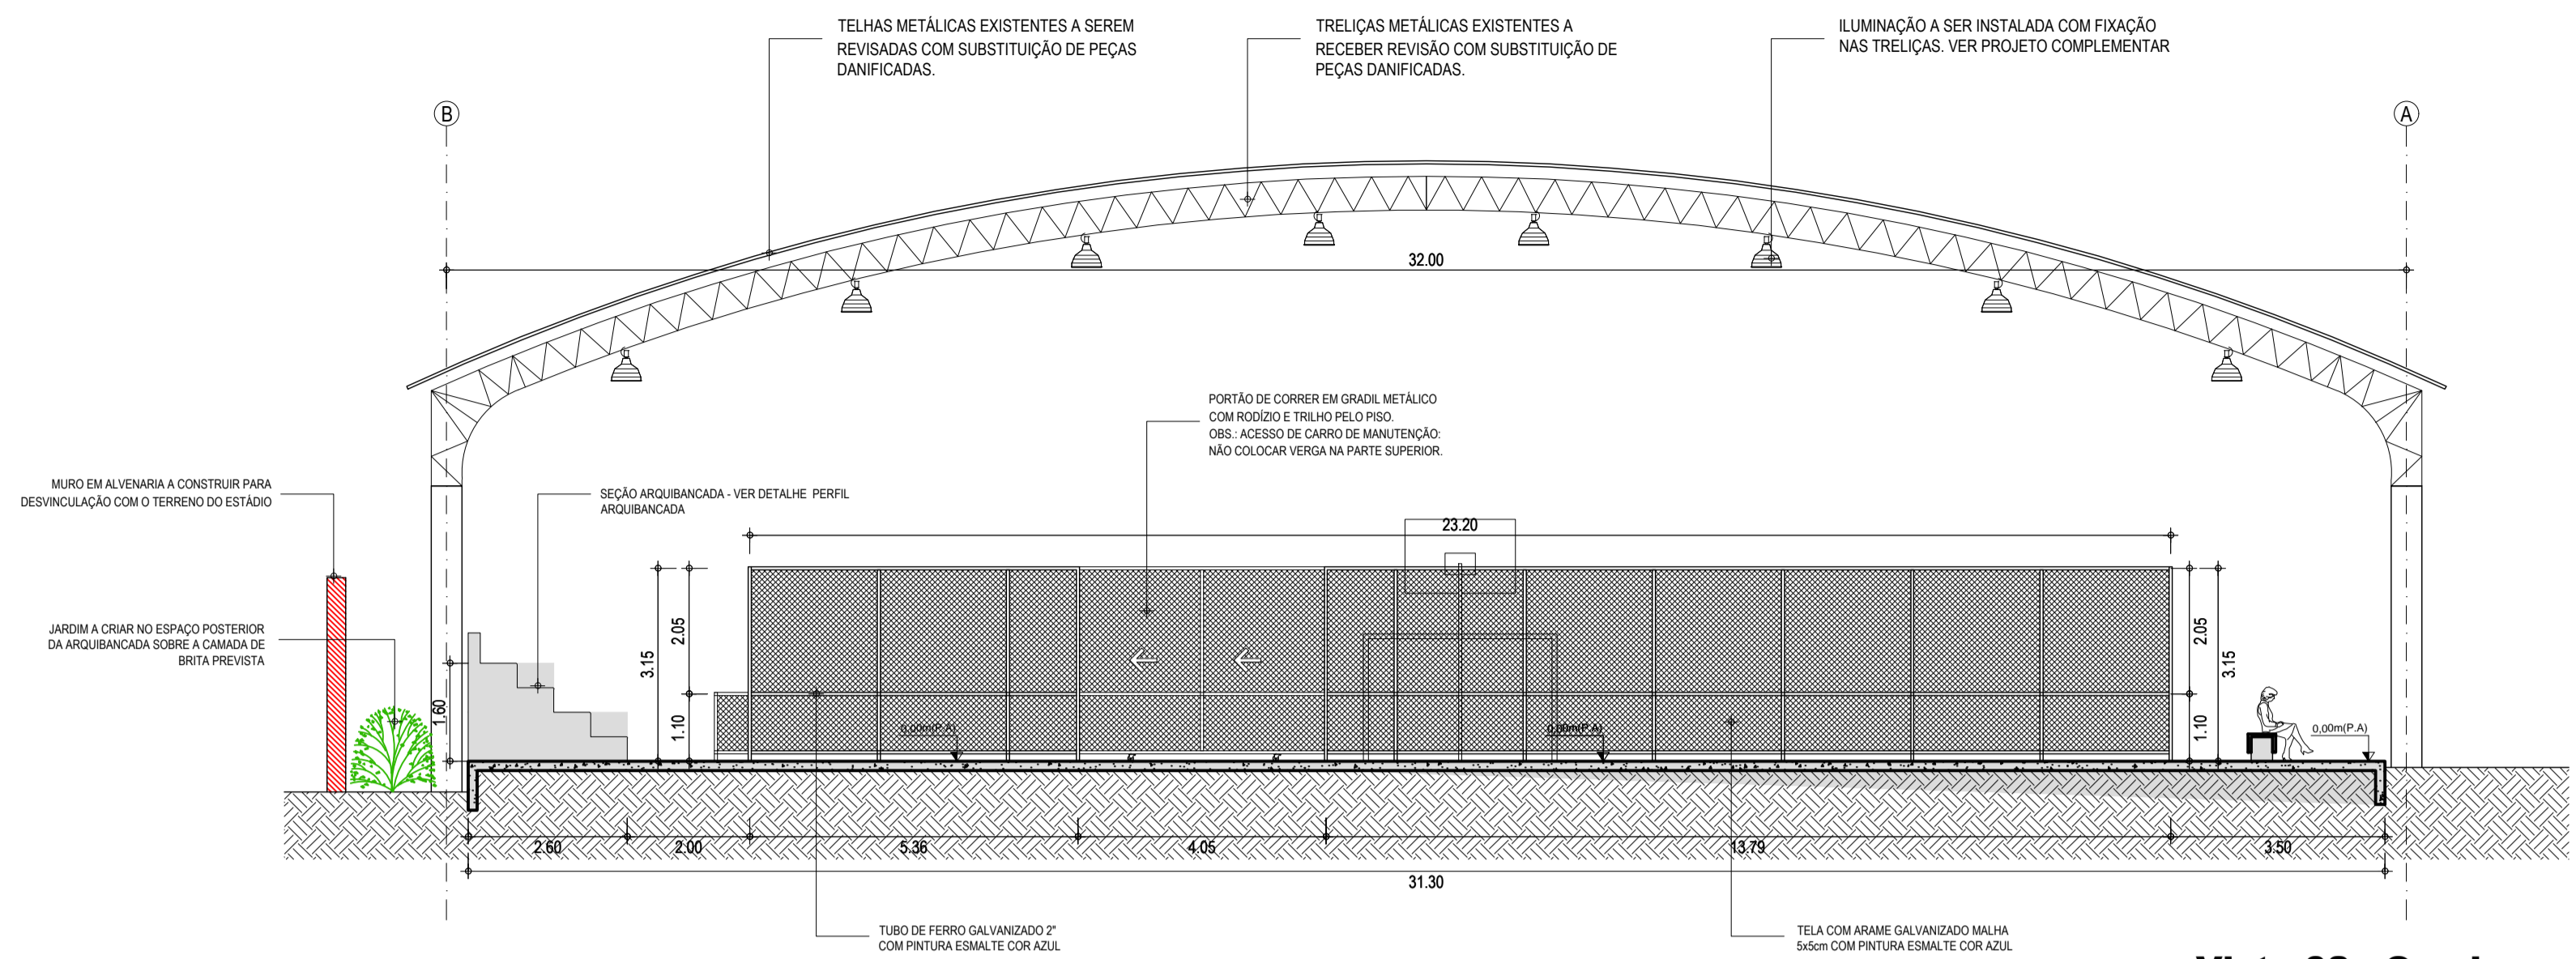 TELHAS METÁLICAS EXISTENTES A SEREM
REVISADAS COM SUBSTITUIÇÃO DE PEÇAS
DANIFICADAS.
TRELIÇAS METÁLICAS EXISTENTES A
RECEBER REVISÃO COM SUBSTITUIÇÃO DE
PEÇAS DANIFICADAS.
ILUMINAÇÃO A SER INSTALADA COM FIXAÇÃO
NAS TRELIÇAS. VER PROJETO COMPLEMENTAR
B
A
32.00
PORTÃO DE CORRER EM GRADIL METÁLICO
COM RODÍZIO E TRILHO PELO PISO.
OBS.: ACESSO DE CARRO DE MANUTENÇÃO:
NÃO COLOCAR VERGA NA PARTE SUPERIOR.
MURO EM ALVENARIA A CONSTRUIR PARA
DESVINCULAÇÃO COM O TERRENO DO ESTÁDIO
SEÇÃO ARQUIBANCADA - VER DETALHE PERFIL
ARQUIBANCADA
23.20
JARDIM A CRIAR NO ESPAÇO POSTERIOR
DA ARQUIBANCADA SOBRE A CAMADA DE
BRITA PREVISTA
1.60
3.15
2.05
1.10
2.05
1.10
3.15
0,00m(P.A)
0,00m(P.A)
0,00m(P.A)
2.60
2.00
5.36
4.05
13.79
3.50
31.30
TUBO DE FERRO GALVANIZADO 2"
COM PINTURA ESMALTE COR AZUL
TELA COM ARAME GALVANIZADO MALHA
5x5cm COM PINTURA ESMALTE COR AZUL